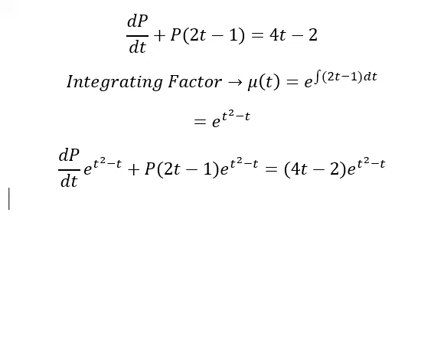 dP/dt + P(2t − 1) = 4t − 2
Integrating Factor → μ(t) = e^∫(2t−1)dt
= e^(t²−t)
dP/dt e^(t²−t) + P(2t − 1)e^(t²−t) = (4t − 2)e^(t²−t)